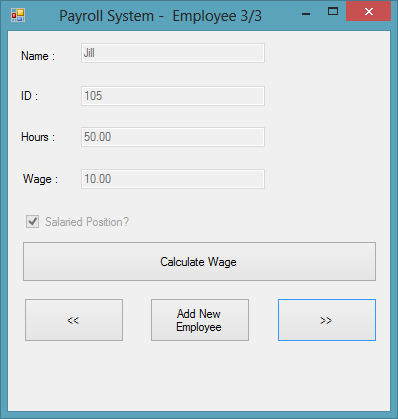 Payroll System - Employee 3/3
Name :
Jill
ID :
105
Hours :
50.00
Wage :
10.00
Salaried Position?
Calculate Wage
<<
Add New
Employee
>>